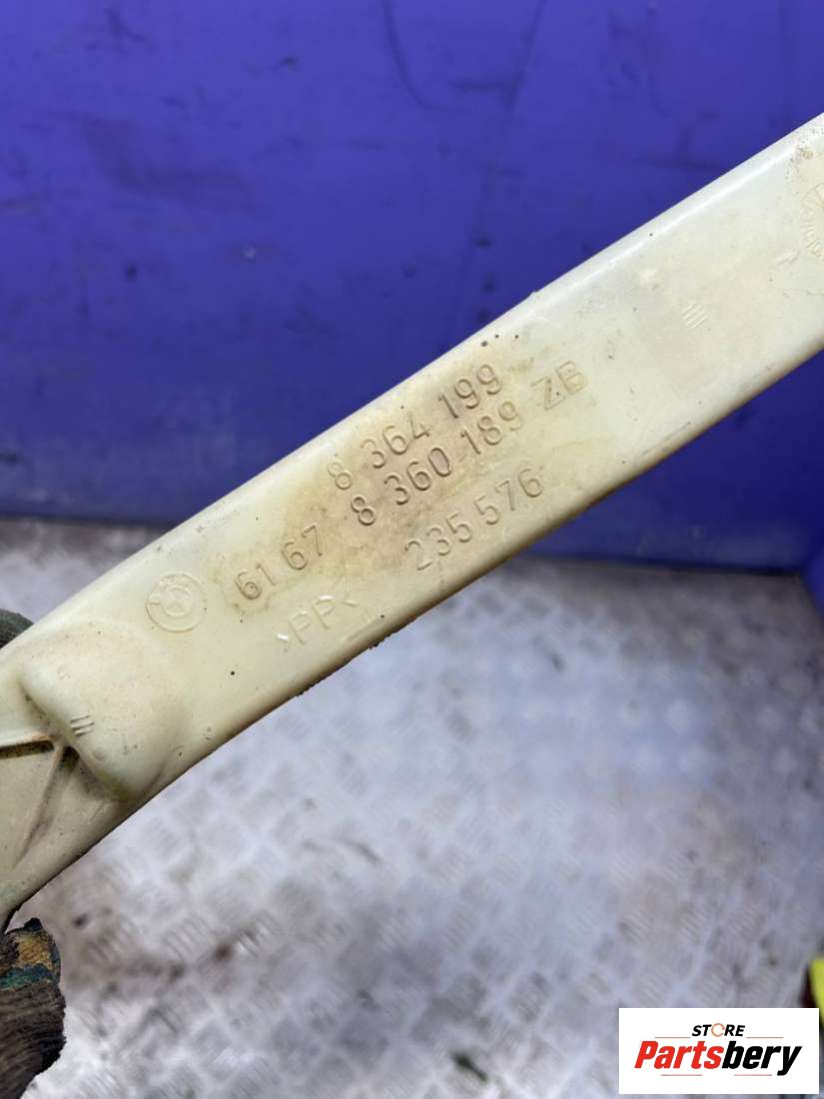 8 364 199
61 67 8 360 189 ZB
>PP< 235 576
STORE
Partsbery